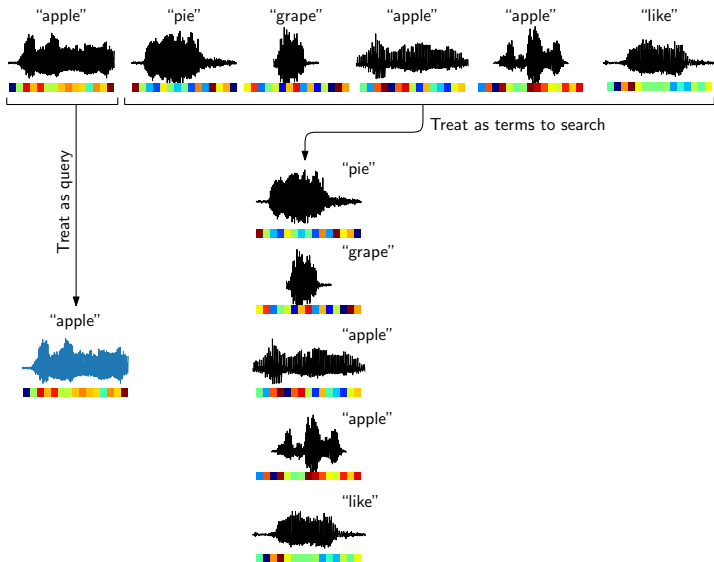 “apple” “pie” “grape” “apple” “apple” “like”
Treat as terms to search
Treat as query
“pie”
“grape”
“apple”
“apple”
“apple”
“like”